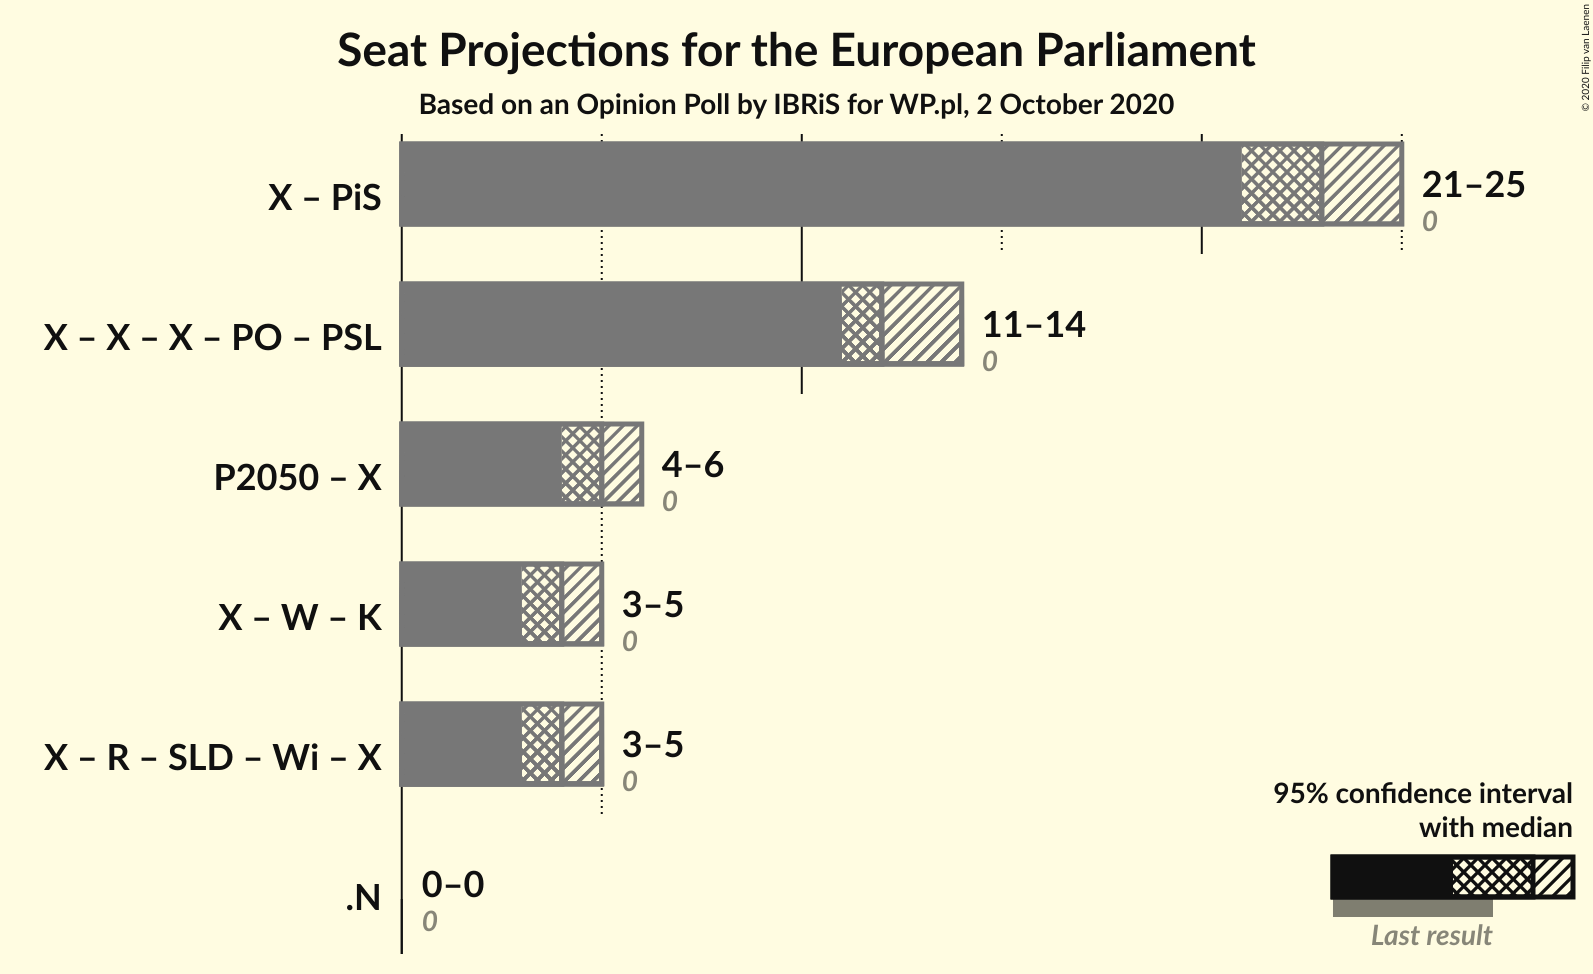 Seat Projections for the European Parliament
Based on an Opinion Poll by IBRiS for WP.pl, 2 October 2020
© 2020 Filip van Laenen
X – PiS
21–25
0
X – X – X – PO – PSL
11–14
0
P2050 – X
4–6
0
X – W – K
3–5
0
X – R – SLD – Wi – X
3–5
0
.N
0–0
0
95% confidence interval
with median
Last result